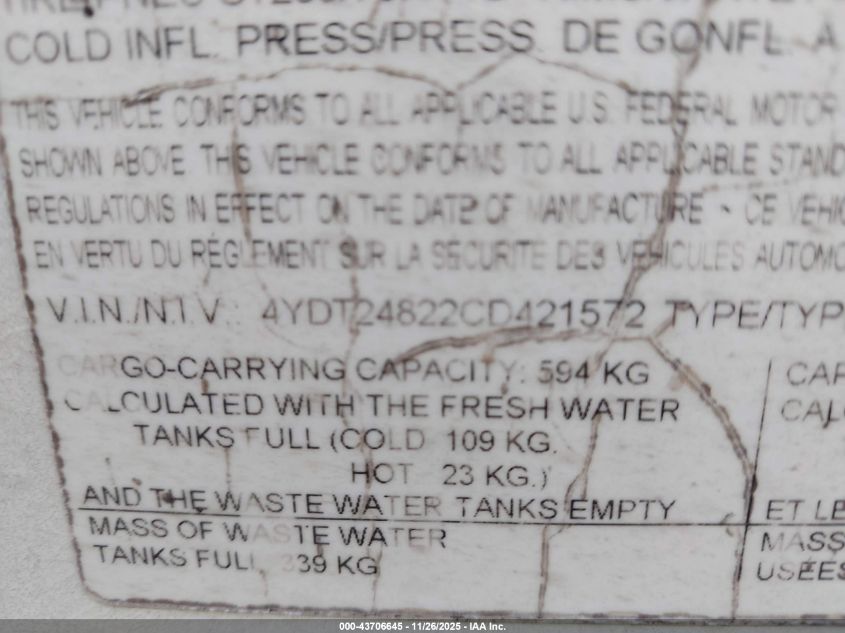 COLD INFL. PRESS/PRESS. DE GONFL. A
THIS VEHICLE CONFORMS TO ALL APPLICABLE U.S. FEDERAL MOTOR
SHOWN ABOVE. THIS VEHICLE CONFORMS TO ALL APPLICABLE STAND
REGULATIONS IN EFFECT ON THE DATE OF MANUFACTURE - CE VEHI
EN VERTU DU RÈGLEMENT SUR LA SÉCURITÉ DES VÉHICULES AUTOMO
V.I.N./N.I.V.: 4YDT24822CD421572 TYPE/TYP
CARGO-CARRYING CAPACITY: 594 KG
CALCULATED WITH THE FRESH WATER
TANKS FULL (COLD 109 KG.
HOT 23 KG.)
AND THE WASTE WATER TANKS EMPTY
MASS OF WASTE WATER
TANKS FULL 339 KG
CAP
CALC
ET LE
MASS
USÉES
000-43706645 - 11/26/2025 - IAA Inc.